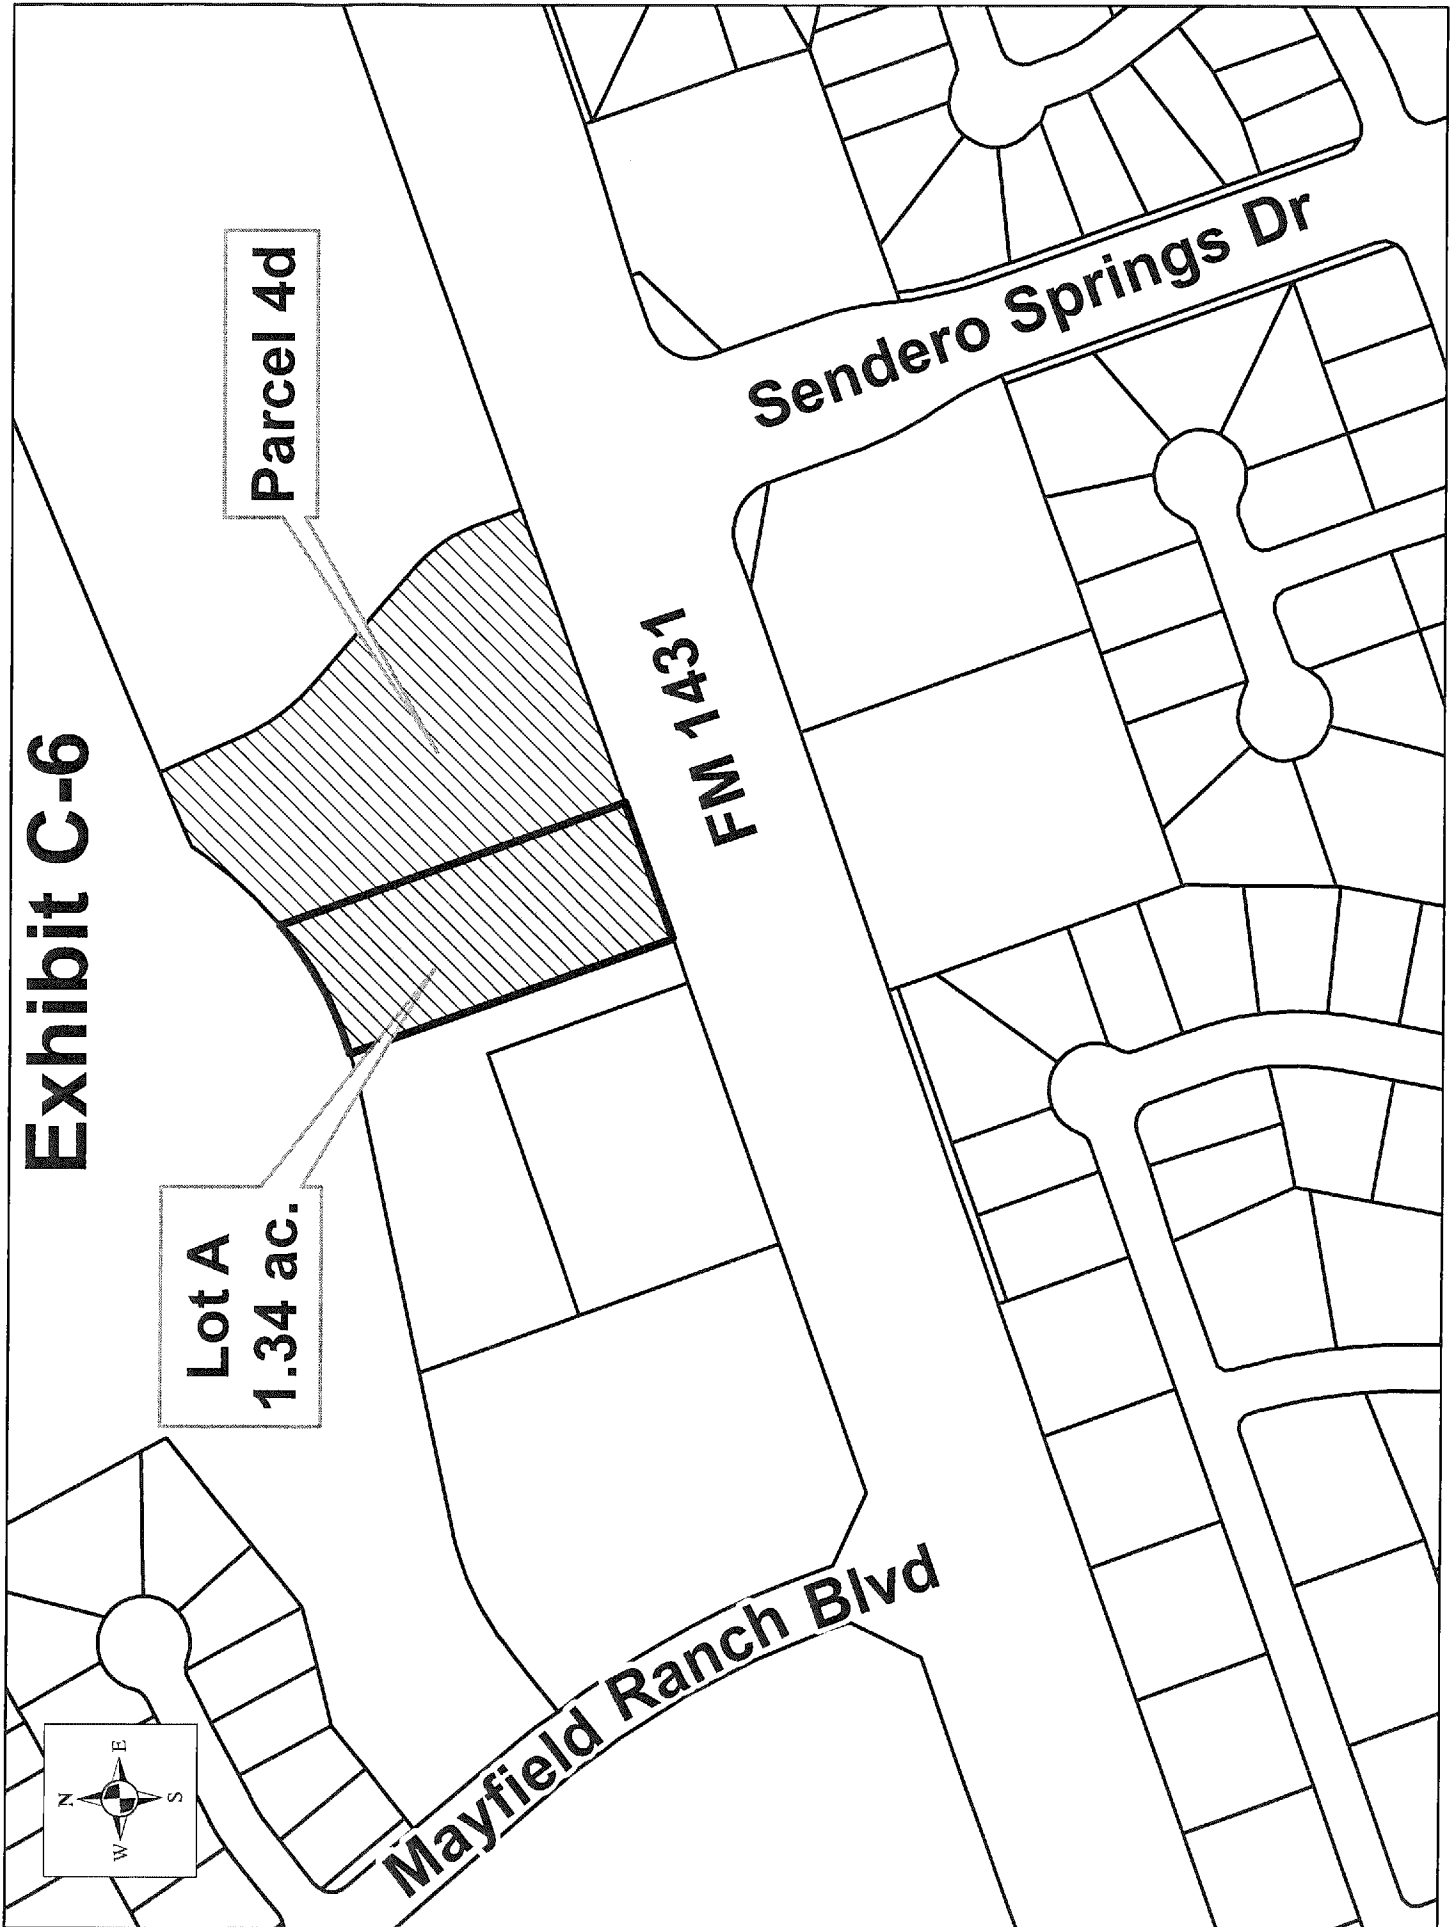 Exhibit C-6
Lot A
1.34 ac.
Parcel 4d
FM 1431
Sendero Springs Dr
Mayfield Ranch Blvd
N
W
E
S